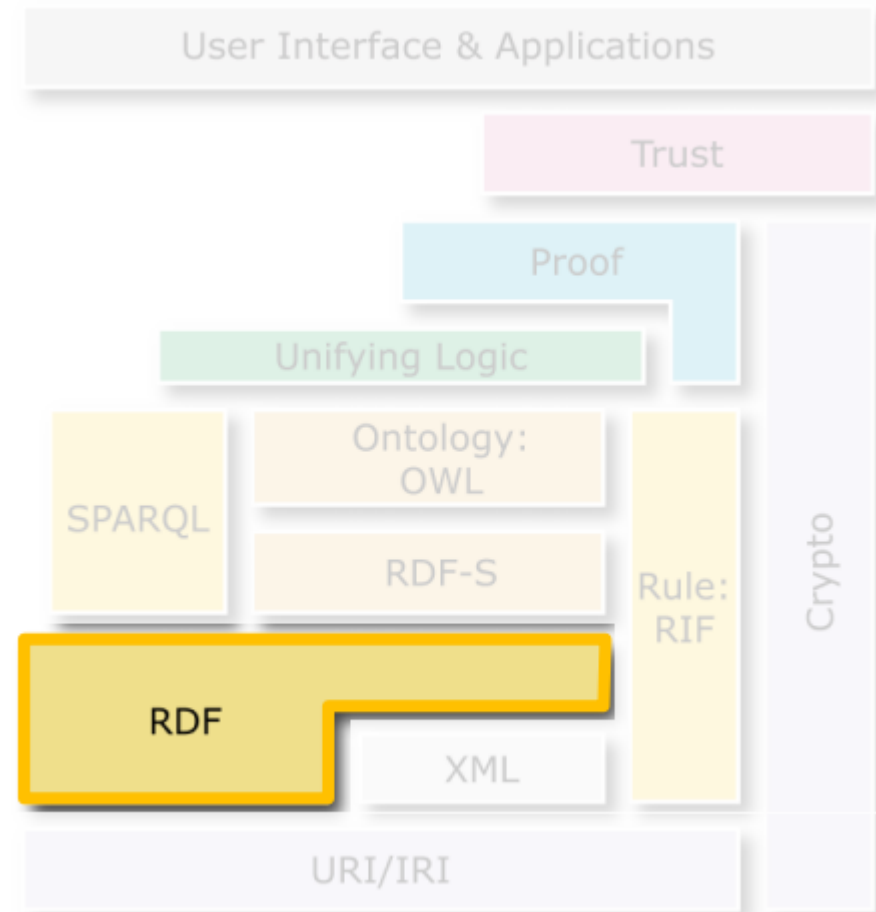 User Interface & Applications
Trust
Proof
Unifying Logic
Ontology:
OWL
SPARQL
RDF-S
Rule:
RIF
Crypto
RDF
XML
URI/IRI